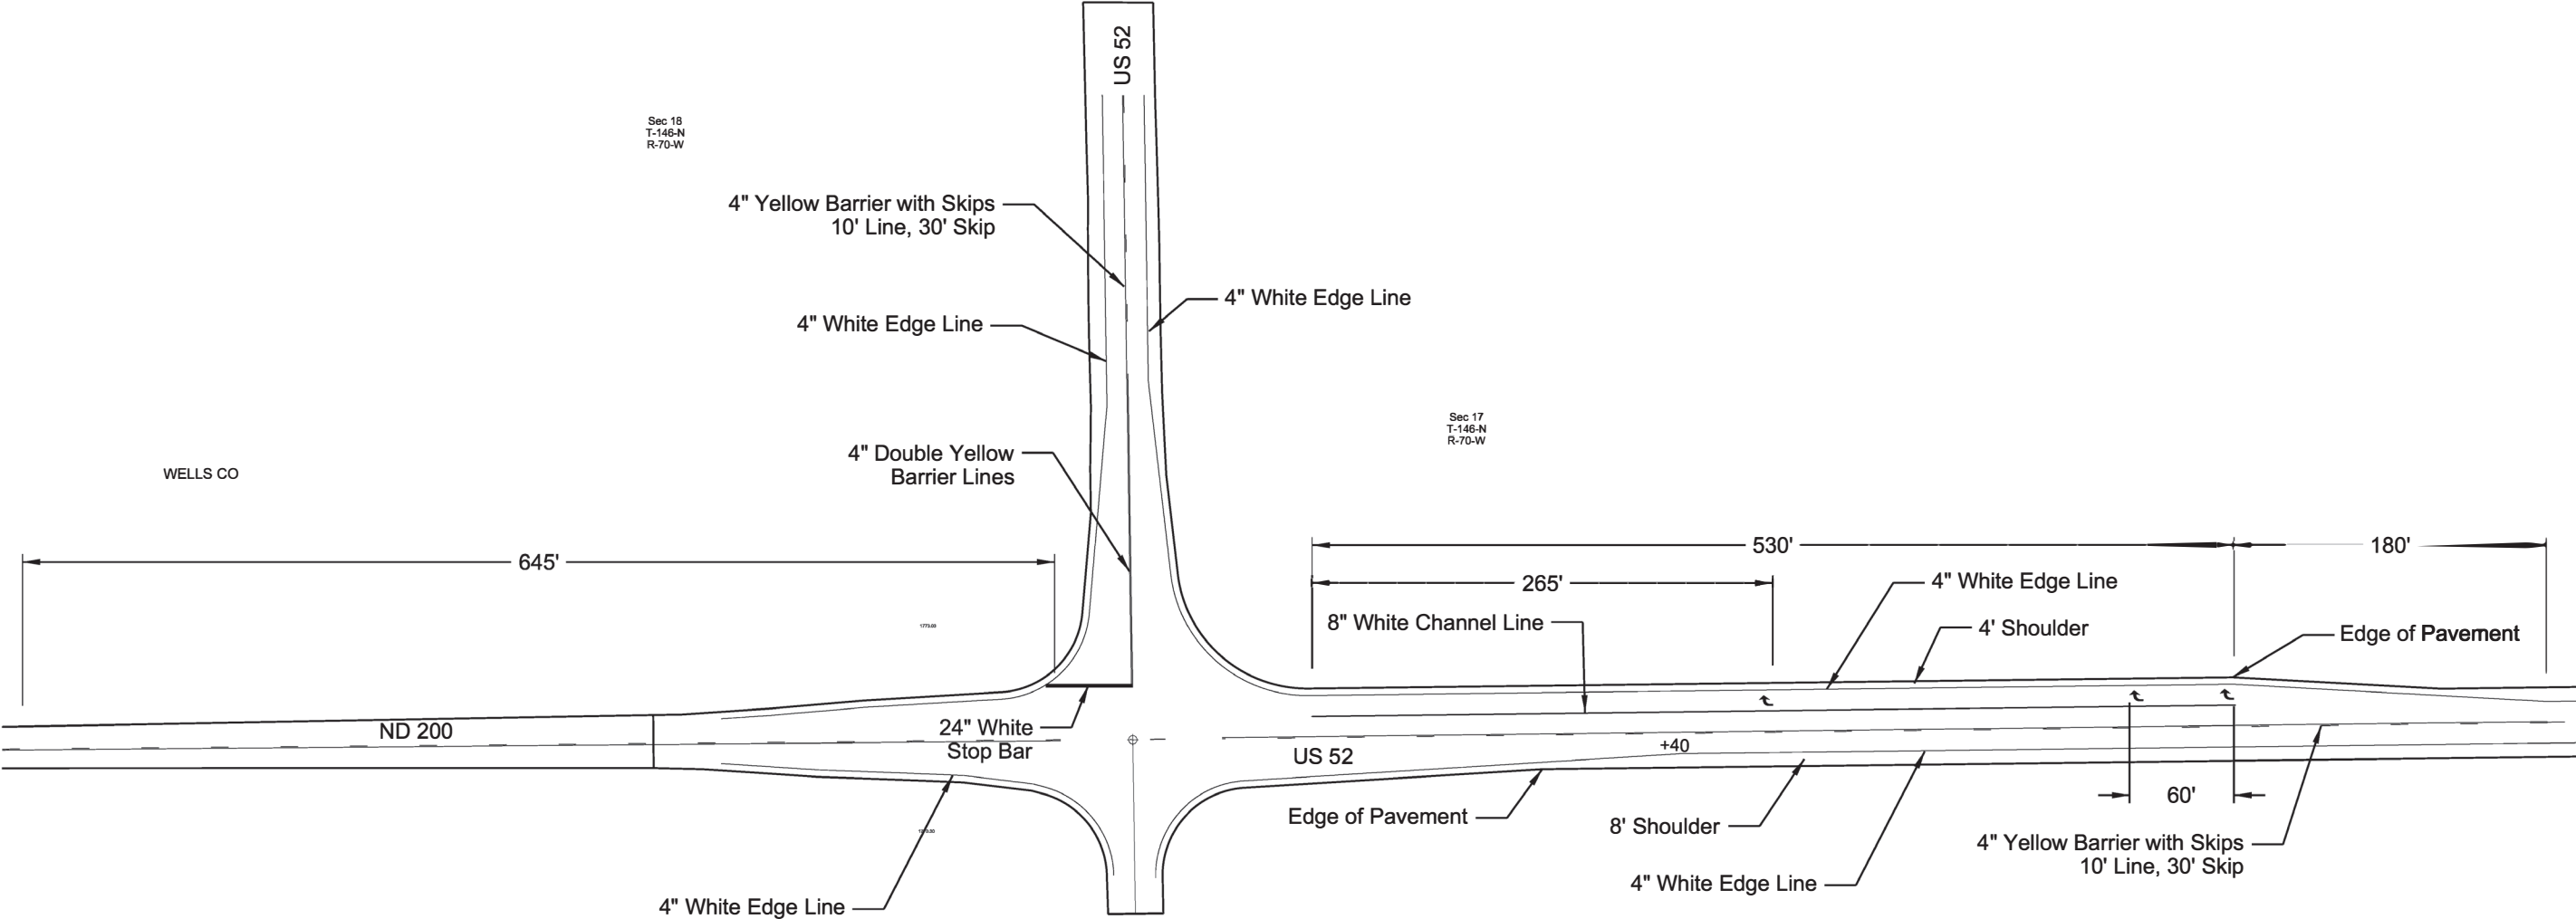 US 52
Sec 18
T-146-N
R-70-W
4" Yellow Barrier with Skips
10' Line, 30' Skip
4" White Edge Line
4" White Edge Line
Sec 17
T-146-N
R-70-W
4" Double Yellow
Barrier Lines
WELLS CO
645'
530'
180'
265'
4" White Edge Line
8" White Channel Line
4' Shoulder
Edge of Pavement
ND 200
24" White
Stop Bar
US 52
+40
Edge of Pavement
8' Shoulder
60'
4" Yellow Barrier with Skips
10' Line, 30' Skip
4" White Edge Line
4" White Edge Line